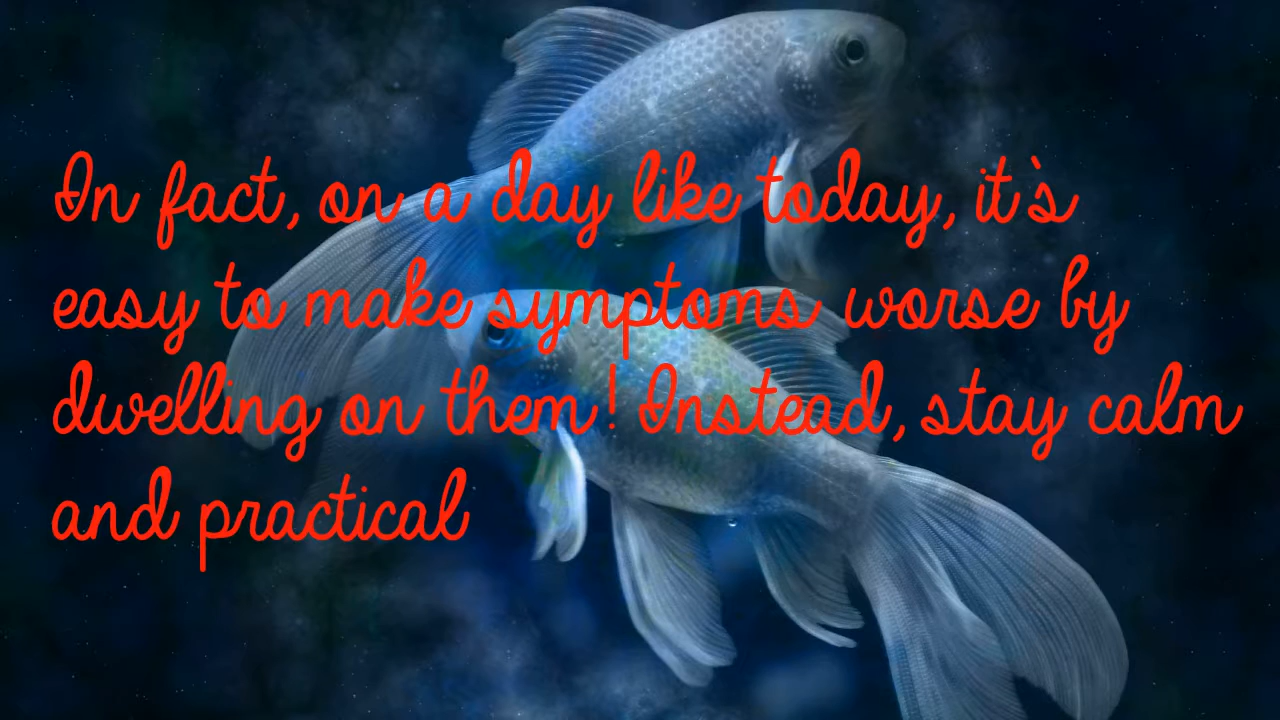 In fact, on a day like today, it's
easy to make symptoms worse by
dwelling on them! Instead, stay calm
and practical